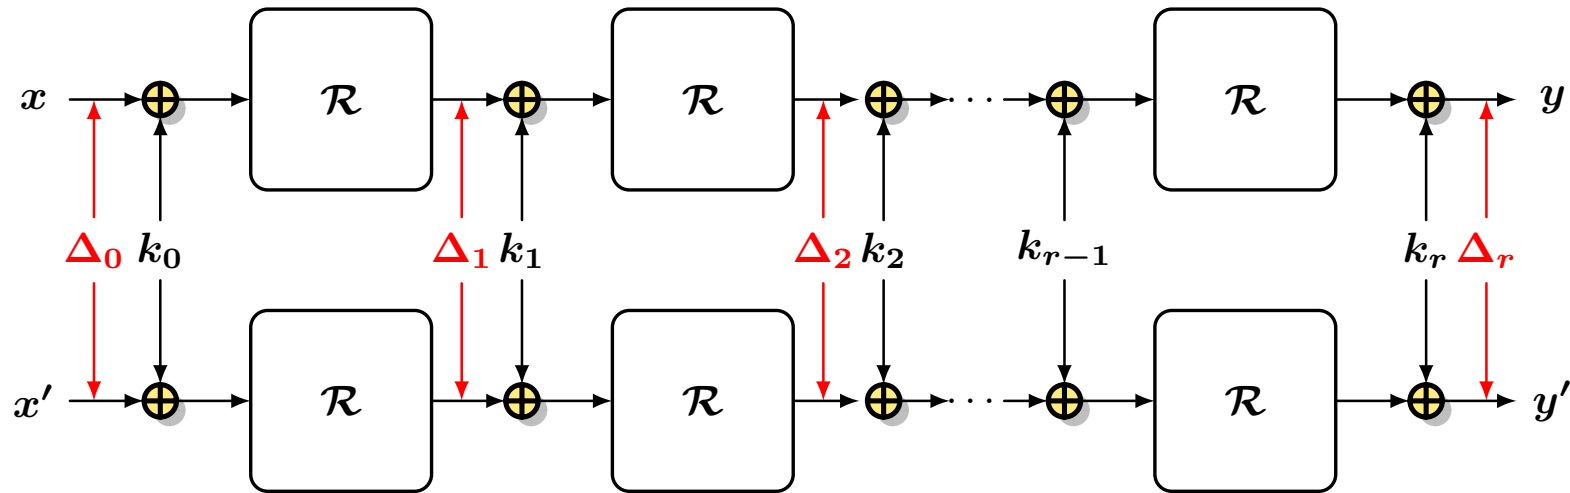 x R R · · · R y
Δ₀ k₀ Δ₁ k₁ Δ₂ k₂ kᵣ₋₁ kᵣ Δᵣ
x′ R R · · · R y′